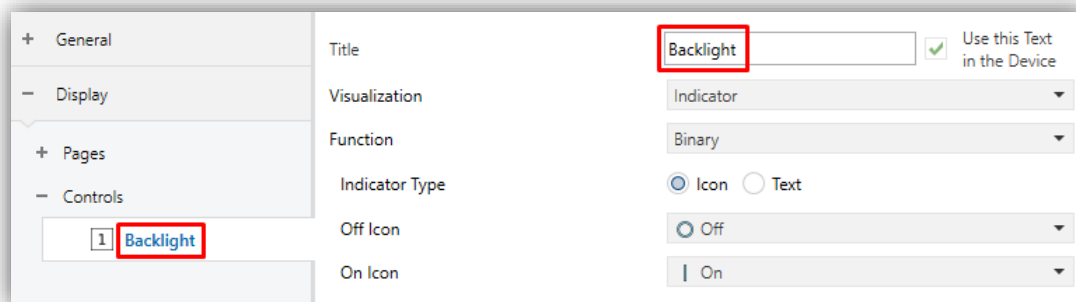 + General
− Display
+ Pages
− Controls
1 Backlight
Title Backlight ✓ Use this Text
in the Device
Visualization Indicator
Function Binary
Indicator Type Icon Text
Off Icon Off
On Icon On